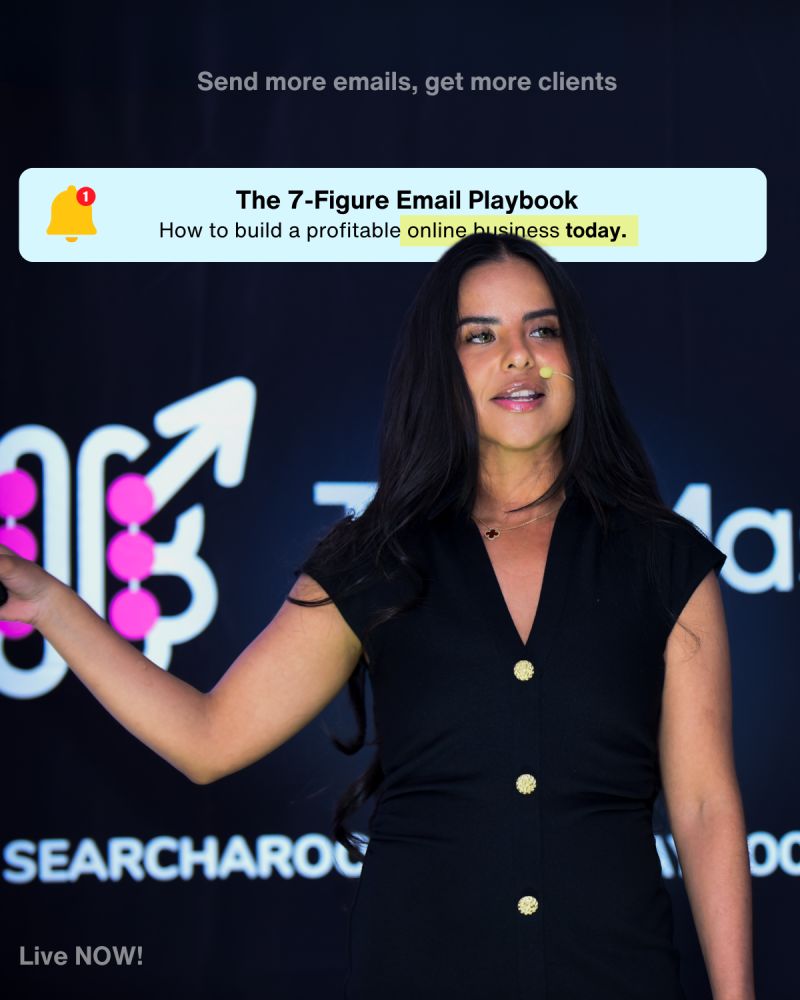 Send more emails, get more clients
1
The 7-Figure Email Playbook
How to build a profitable online business today.
Live NOW!